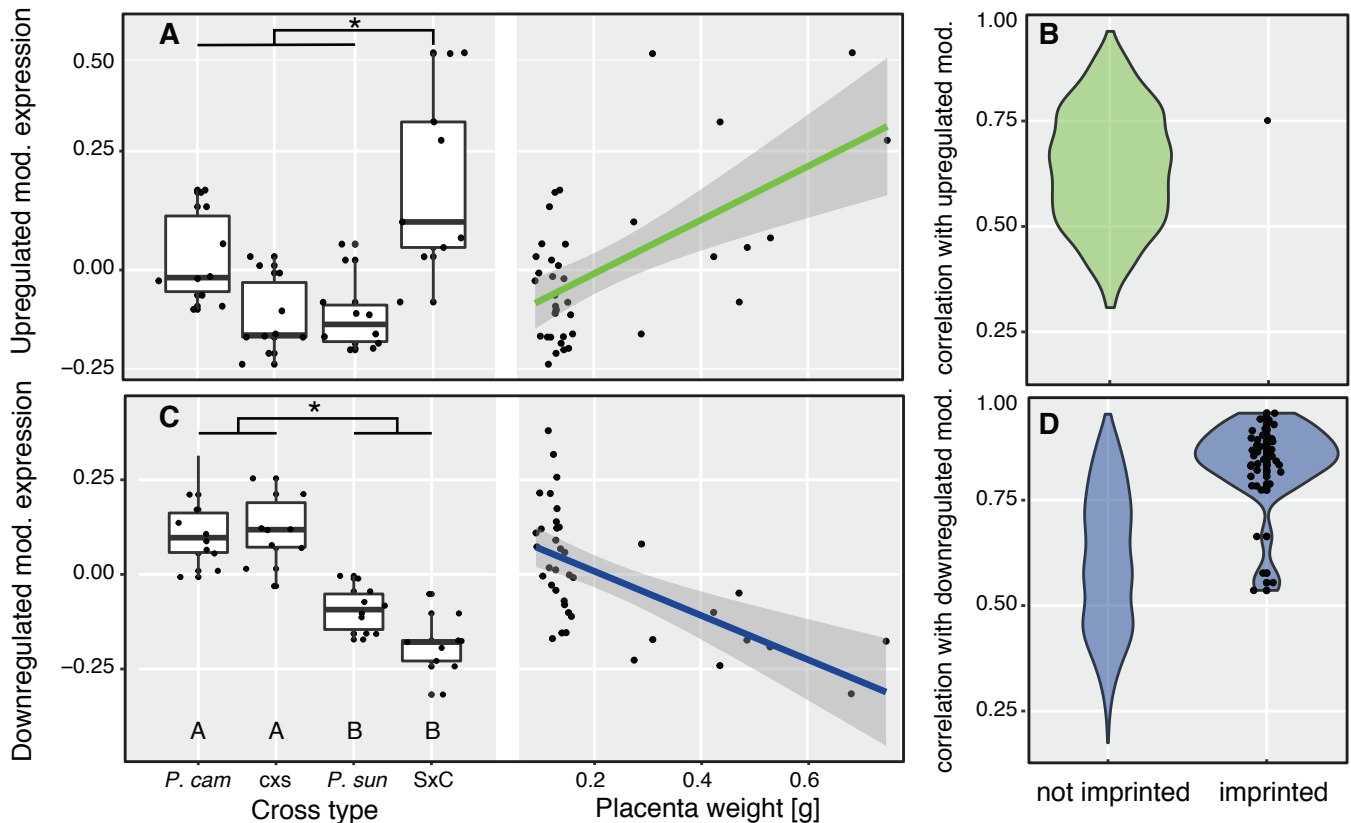 A
*
Upregulated mod. expression
0.50
0.25
0.00
−0.25
B
correlation with upregulated mod.
1.00
0.75
0.50
0.25
C
*
Downregulated mod. expression
0.25
0.00
−0.25
A A B B
P. cam cxs P. sun SxC
Cross type
0.2 0.4 0.6
Placenta weight [g]
D
correlation with downregulated mod.
1.00
0.75
0.50
0.25
not imprinted imprinted